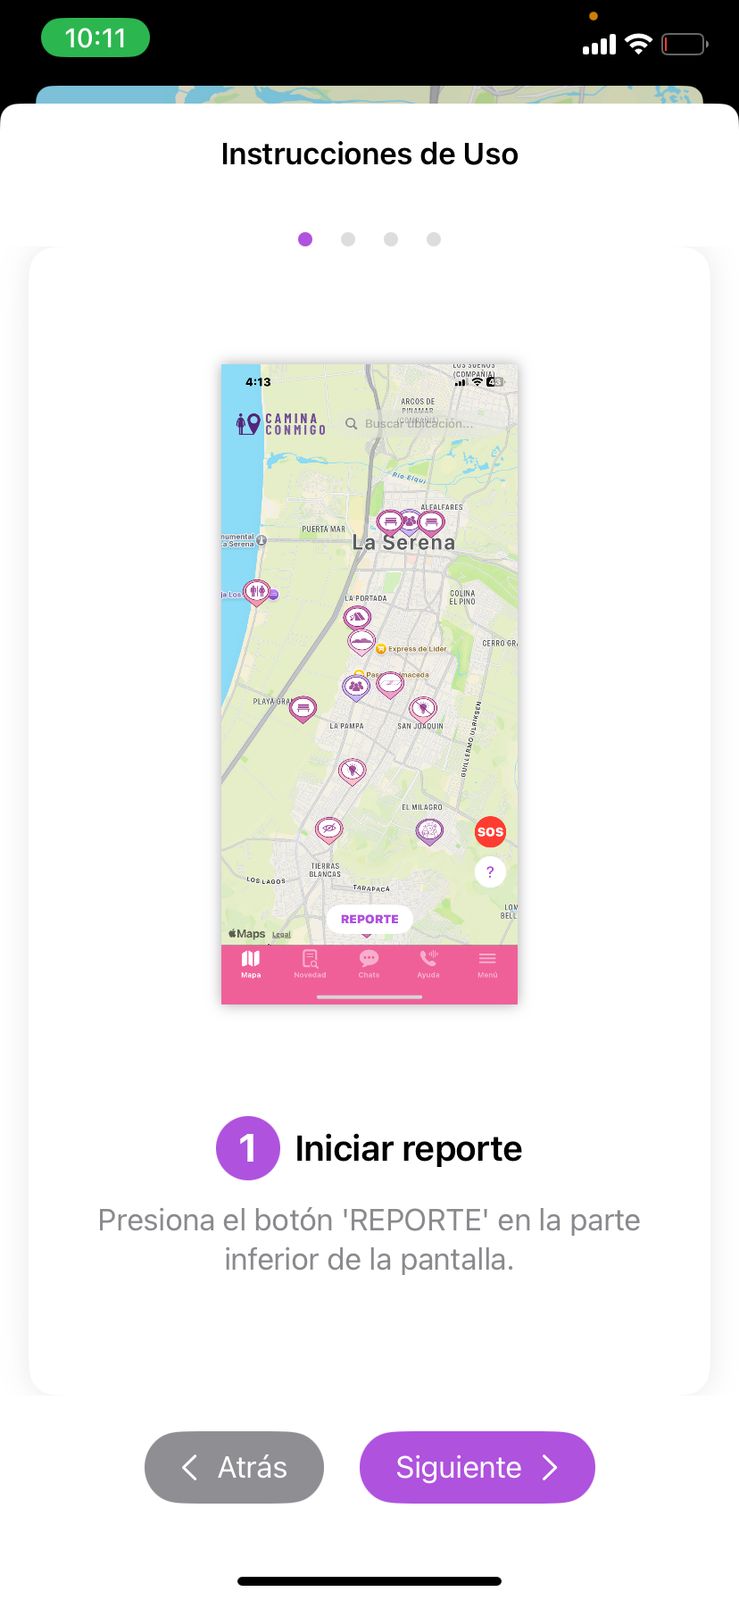 10:11
Instrucciones de Uso
LOS SUEÑOS
(COMPAÑÍA)
4:13
43
ARCOS DE
PINAMAR
(COMPAÑÍA)
CAMINA
CONMIGO
Buscar ubicación...
Río Elqui
ALFALFARES
PUERTA MAR
numental
a Serena
La Serena
ja Los
LA PORTADA
COLINA
EL PINO
Express de Lider
CERRO GR
PLAYA GRA
LA PAMPA
SAN JOAQUIN
GUILLERMO ULRIKSEN
EL MILAGRO
SOS
TIERRAS
BLANCAS
LOS LAGOS
TARAPACÁ
?
LOM
BELL
REPORTE
Maps Legal
Mapa Novedad Chats Ayuda Menú
1 Iniciar reporte
Presiona el botón 'REPORTE' en la parte
inferior de la pantalla.
Atrás Siguiente